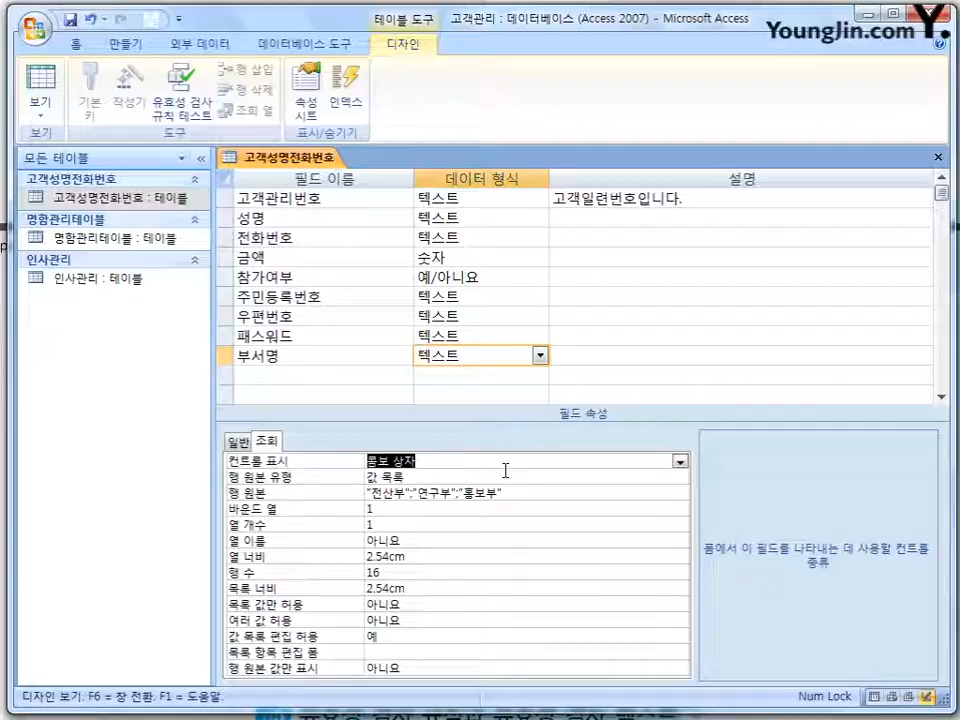 테이블 도구
고객관리 : 데이터베이스 (Access 2007) - Microsoft Access
YoungJin.com Y.
홈 만들기 외부 데이터 데이터베이스 도구 디자인
보기
기본 키
작성기
유효성 검사 규칙 테스트
행 삽입
행 삭제
조회 열
속성 시트
인덱스
보기 도구 표시/숨기기
모든 테이블
고객성명전화번호
고객성명전화번호 : 테이블
명함관리테이블
명함관리테이블 : 테이블
인사관리
인사관리 : 테이블
고객성명전화번호
필드 이름 데이터 형식 설명
고객관리번호 텍스트 고객일련번호입니다.
성명 텍스트
전화번호 텍스트
금액 숫자
참가여부 예/아니요
주민등록번호 텍스트
우편번호 텍스트
패스워드 텍스트
부서명 텍스트
필드 속성
일반 조회
컨트롤 표시 콤보 상자
행 원본 유형 값 목록
행 원본 "전산부";"연구부";"홍보부"
바운드 열 1
열 개수 1
열 이름 아니요
열 너비 2.54cm
행 수 16
목록 너비 2.54cm
목록 값만 허용 아니요
여러 값 허용 아니요
값 목록 편집 허용 예
목록 항목 편집 폼
행 원본 값만 표시 아니요
폼에서 이 필드를 나타내는 데 사용할 컨트롤
종류
디자인 보기. F6 = 창 전환. F1 = 도움말.
Num Lock